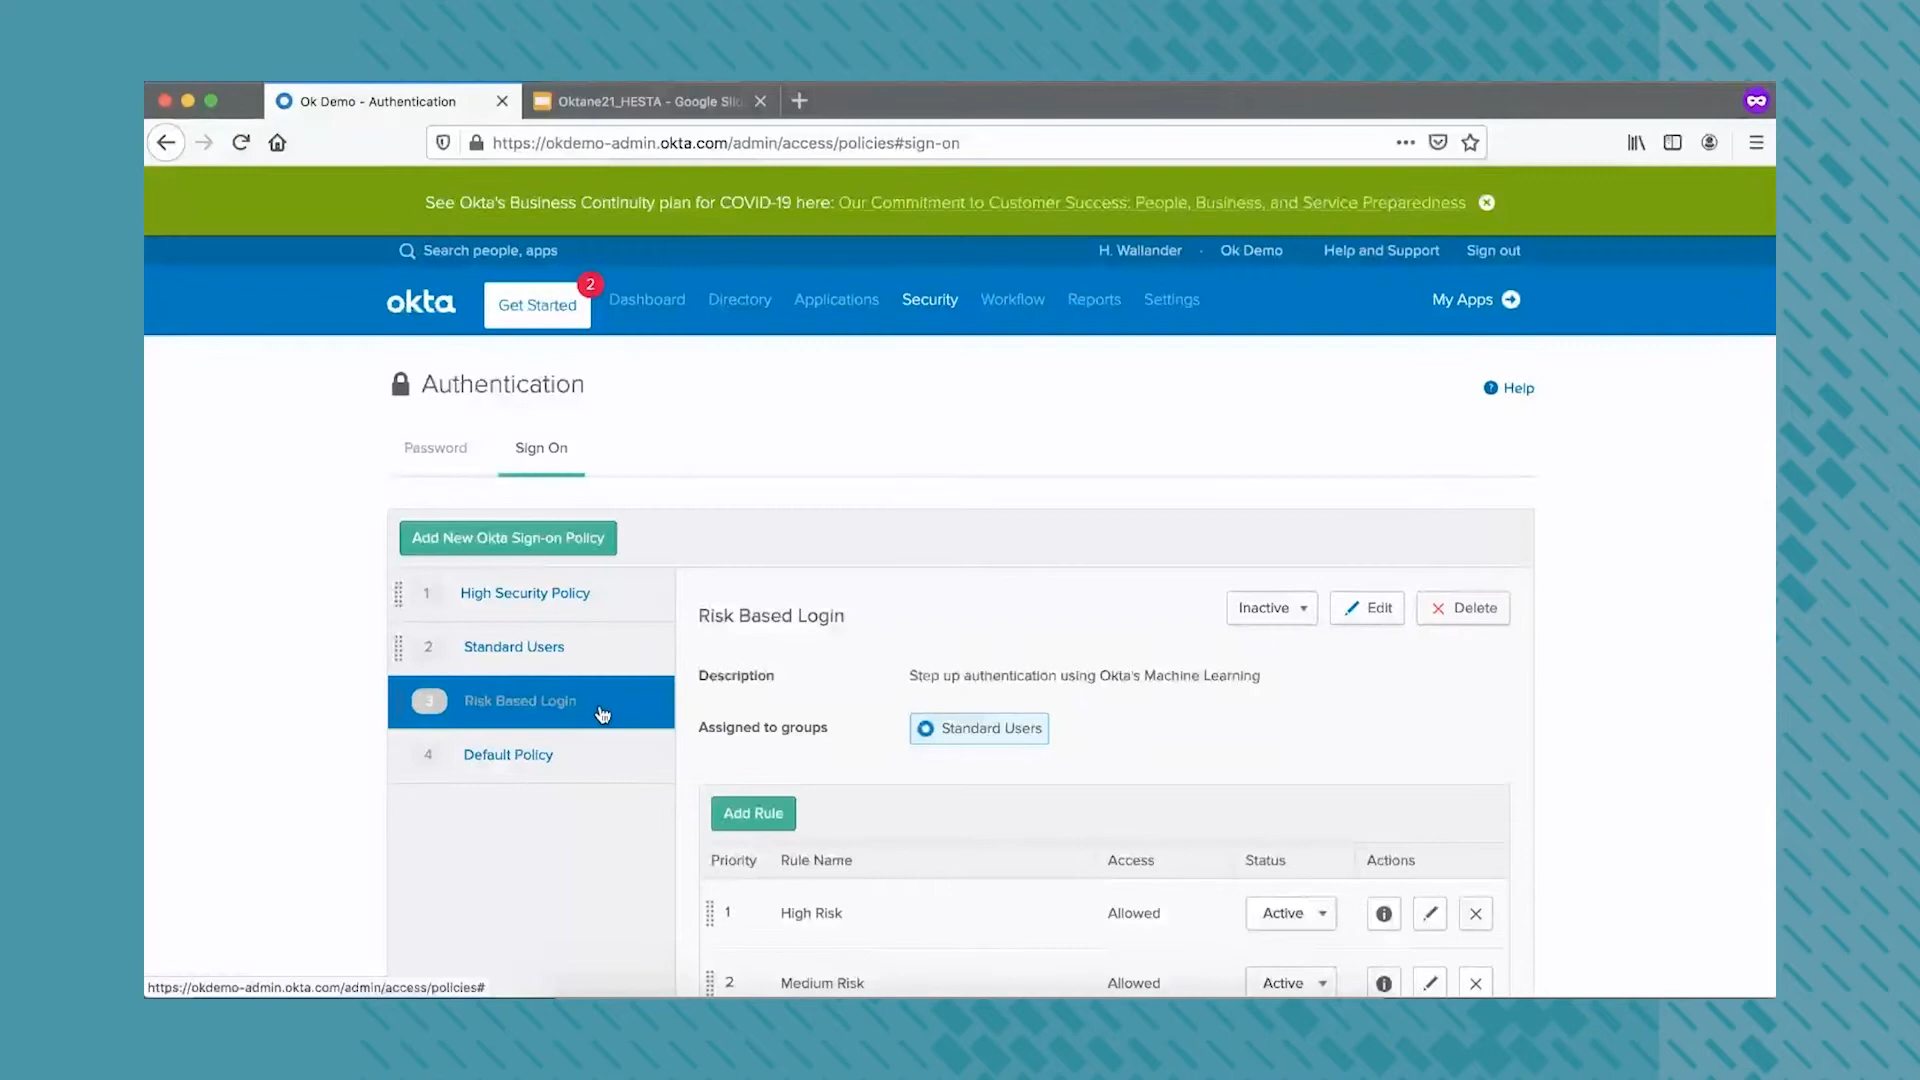 Ok Demo - Authentication
Oktane21_HESTA - Google Sli
https://okdemo-admin.okta.com/admin/access/policies#sign-on
See Okta's Business Continuity plan for COVID-19 here: Our Commitment to Customer Success: People, Business, and Service Preparedness
Search people, apps
H. Wallander · Ok Demo Help and Support Sign out
okta Get Started 2 Dashboard Directory Applications Security Workflow Reports Settings My Apps
Authentication
Help
Password Sign On
Add New Okta Sign-on Policy
1 High Security Policy
2 Standard Users
3 Risk Based Login
4 Default Policy
Risk Based Login Inactive Edit Delete
Description Step up authentication using Okta's Machine Learning
Assigned to groups Standard Users
Add Rule
Priority Rule Name Access Status Actions
1 High Risk Allowed Active
2 Medium Risk Allowed Active
https://okdemo-admin.okta.com/admin/access/policies#